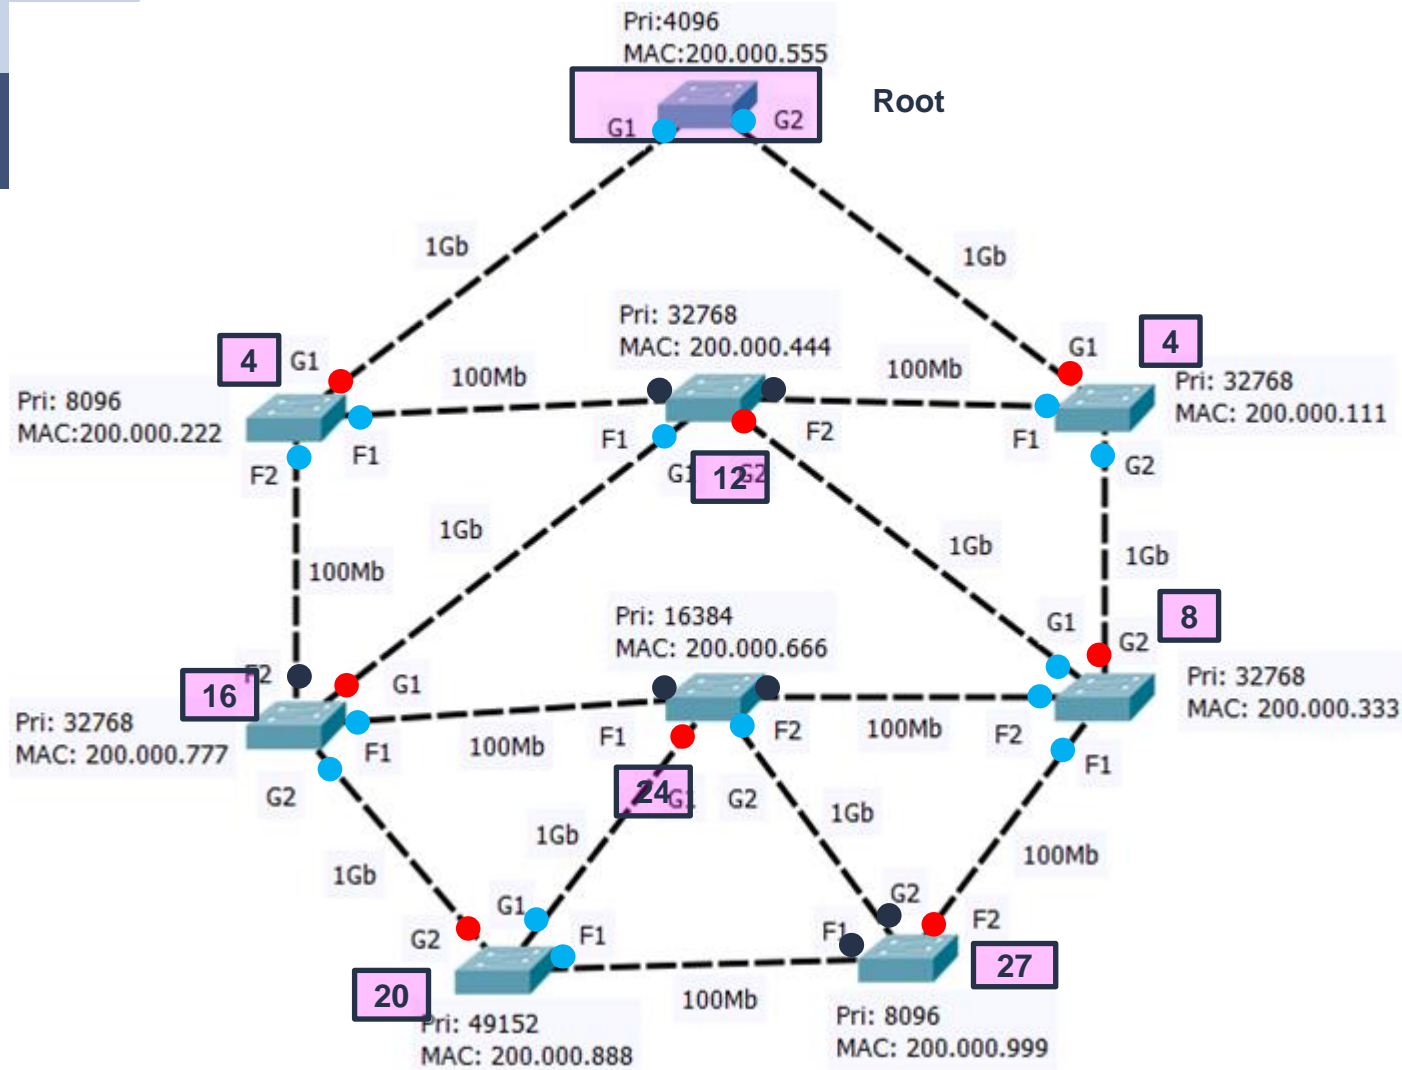 Pri:4096
MAC:200.000.555
Root
G1
G2
1Gb
1Gb
Pri: 32768
MAC: 200.000.444
4
G1
100Mb
100Mb
G1
4
Pri: 8096
MAC:200.000.222
Pri: 32768
MAC: 200.000.111
F2
F1
F1
G1
12
G2
F2
F1
G2
1Gb
1Gb
100Mb
1Gb
Pri: 16384
MAC: 200.000.666
G1
G2
8
F2
16
G1
Pri: 32768
MAC: 200.000.777
Pri: 32768
MAC: 200.000.333
F1
100Mb
F1
F2
100Mb
F2
F1
G2
24
G1
G2
1Gb
1Gb
1Gb
100Mb
G2
G1
F1
F1
G2
F2
20
27
100Mb
Pri: 49152
MAC: 200.000.888
Pri: 8096
MAC: 200.000.999